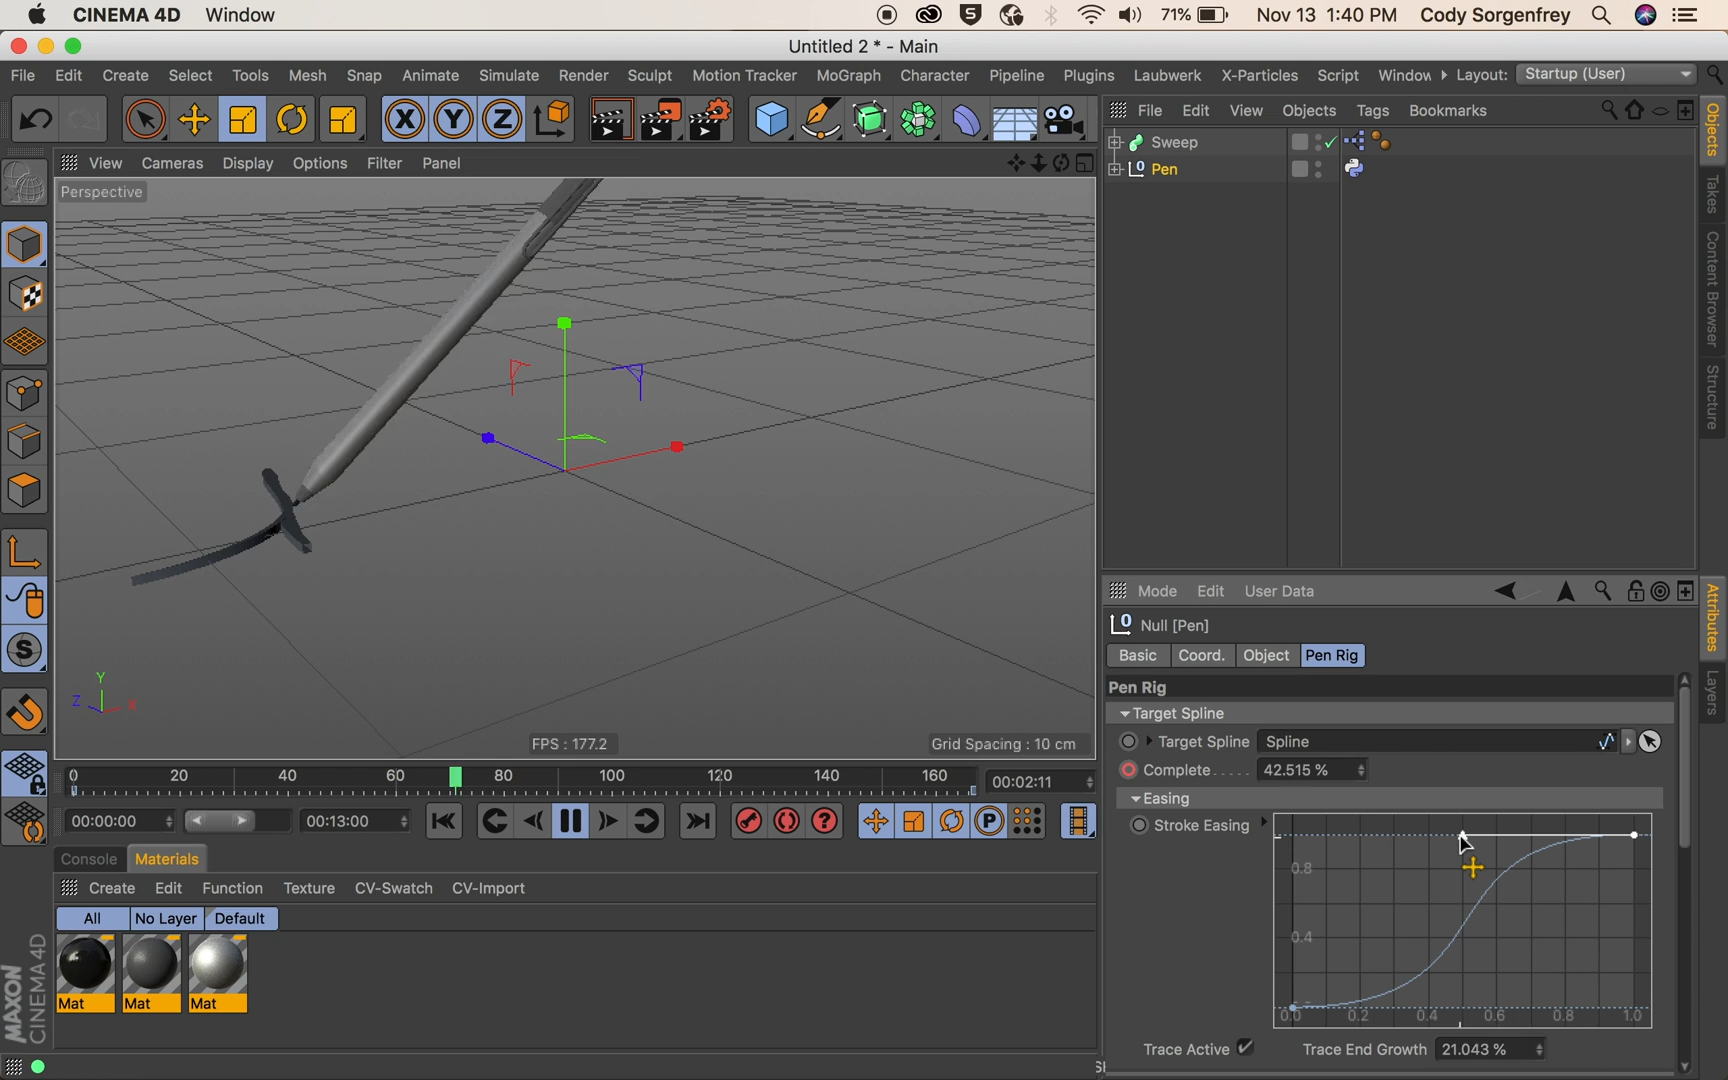 CINEMA 4D Window 71% Nov 13 1:40 PM Cody Sorgenfrey
Untitled 2 * - Main
File Edit Create Select Tools Mesh Snap Animate Simulate Render Sculpt Motion Tracker MoGraph Character Pipeline Plugins Laubwerk X-Particles Script Window Layout: Startup (User)
X Y Z
File Edit View Objects Tags Bookmarks
Objects
Takes
Content Browser
Structure
Sweep
Pen
View Cameras Display Options Filter Panel
Perspective
Y
Z X
FPS : 177.2
Grid Spacing : 10 cm
0 20 40 60 80 100 120 140 160 00:02:11
00:00:00 00:13:00
Console Materials
Create Edit Function Texture CV-Swatch CV-Import
All No Layer Default
Mat Mat Mat
MAXON
CINEMA 4D
Mode Edit User Data
Attributes
Layers
Null [Pen]
Basic Coord. Object Pen Rig
Pen Rig
Target Spline
Target Spline Spline
Complete..... 42.515 %
Easing
Stroke Easing
0.8
0.4
0.0 0.2 0.4 0.6 0.8 1.0
Trace Active Trace End Growth 21.043 %